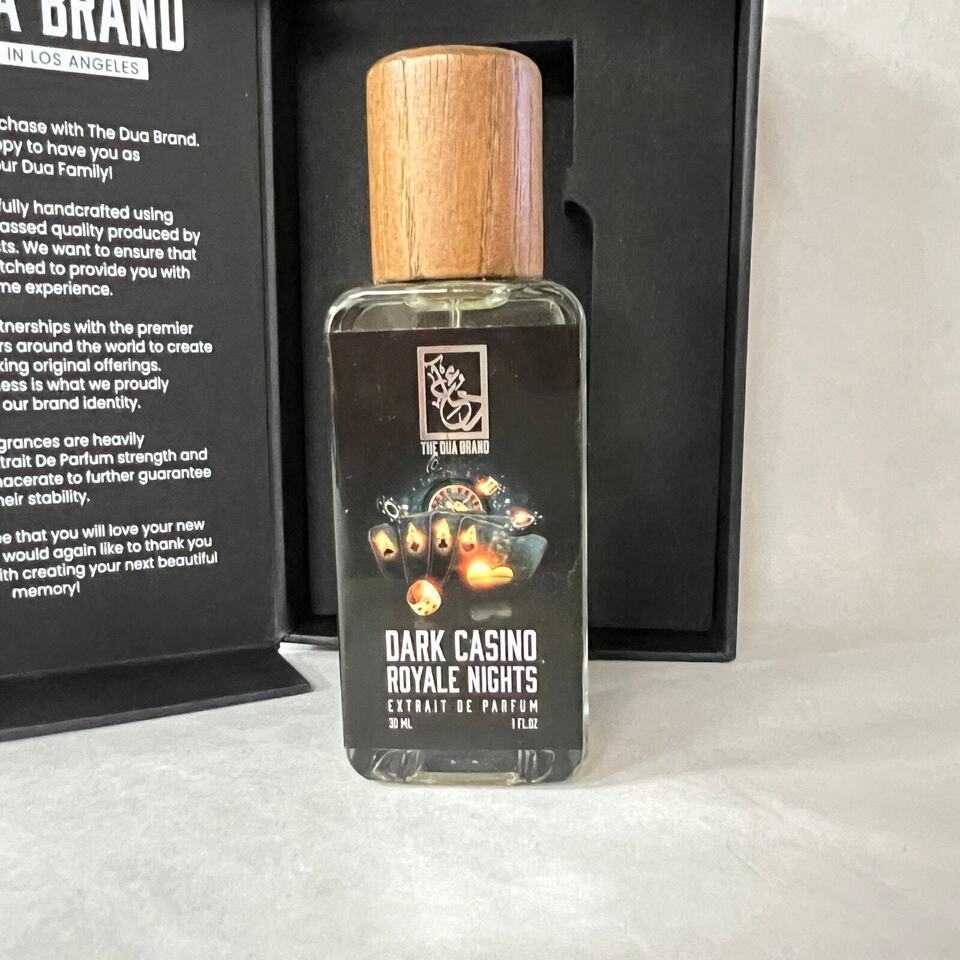 A BRAND
IN LOS ANGELES
chase with The Dua Brand.
ppy to have you as
our Dua Family!
fully handcrafted using
assed quality produced by
sts. We want to ensure that
tched to provide you with
me experience.
tnerships with the premier
rs around the world to create
king original offerings.
ness is what we proudly
our brand identity.
agrances are heavily
trait De Parfum strength and
macerate to further guarantee
heir stability.
ee that you will love your new
would again like to thank you
ith creating your next beautiful
memory!
THE DUA BRAND
DARK CASINO
ROYALE NIGHTS
EXTRAIT DE PARFUM
30 ML 1 FL.OZ